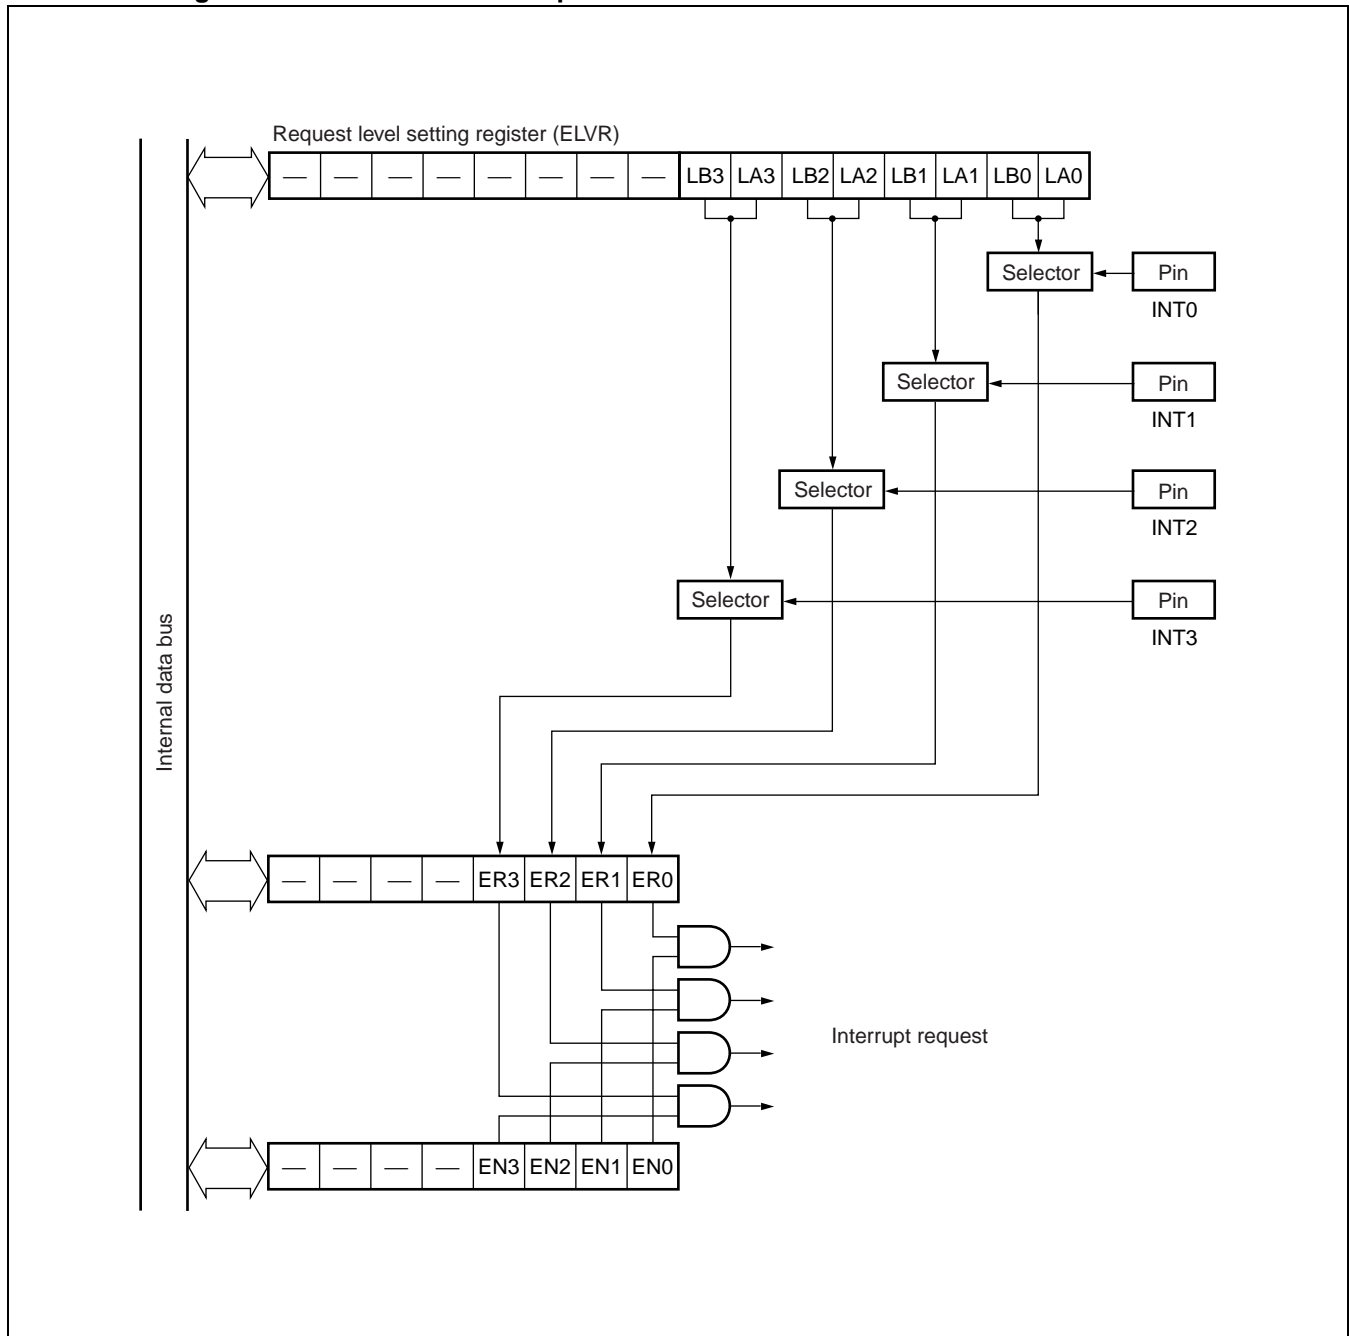 Request level setting register (ELVR)
— — — — — — — — LB3 LA3 LB2 LA2 LB1 LA1 LB0 LA0
Selector Pin
INT0
Selector Pin
INT1
Selector Pin
INT2
Selector Pin
INT3
Internal data bus
— — — — ER3 ER2 ER1 ER0
Interrupt request
— — — — EN3 EN2 EN1 EN0